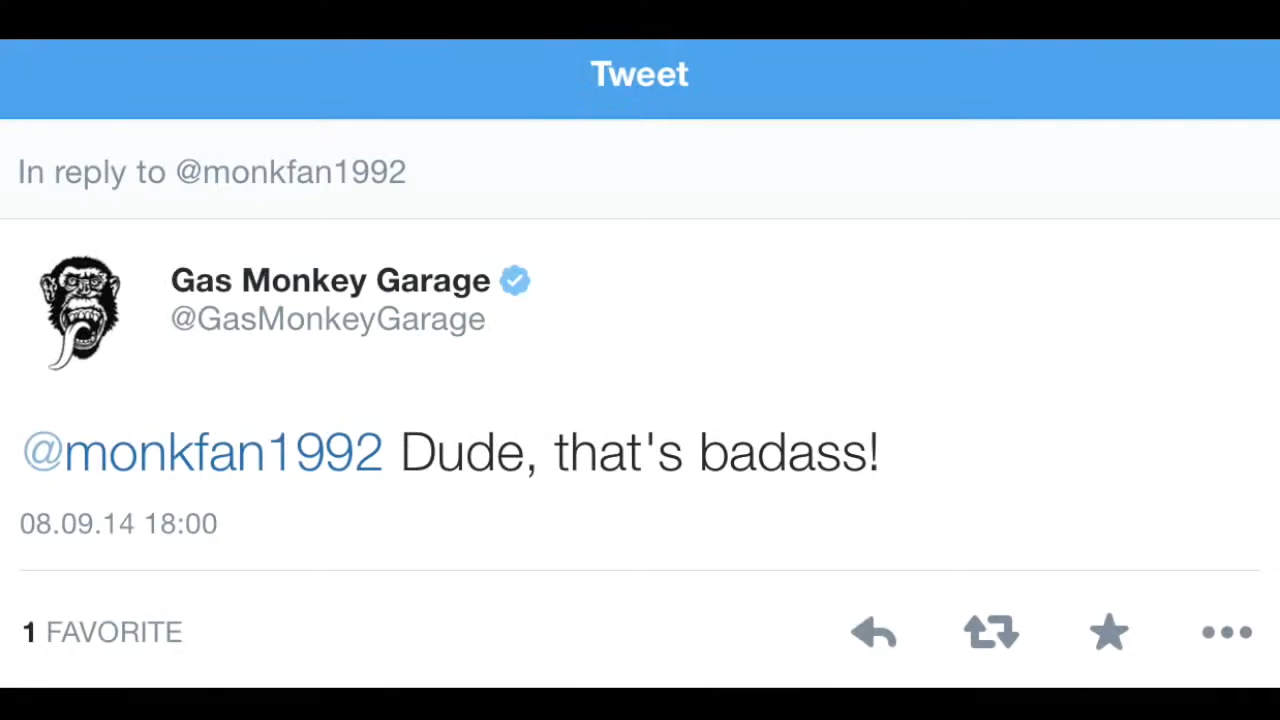 Tweet
In reply to @monkfan1992
Gas Monkey Garage
@GasMonkeyGarage
@monkfan1992 Dude, that's badass!
08.09.14 18:00
1 FAVORITE